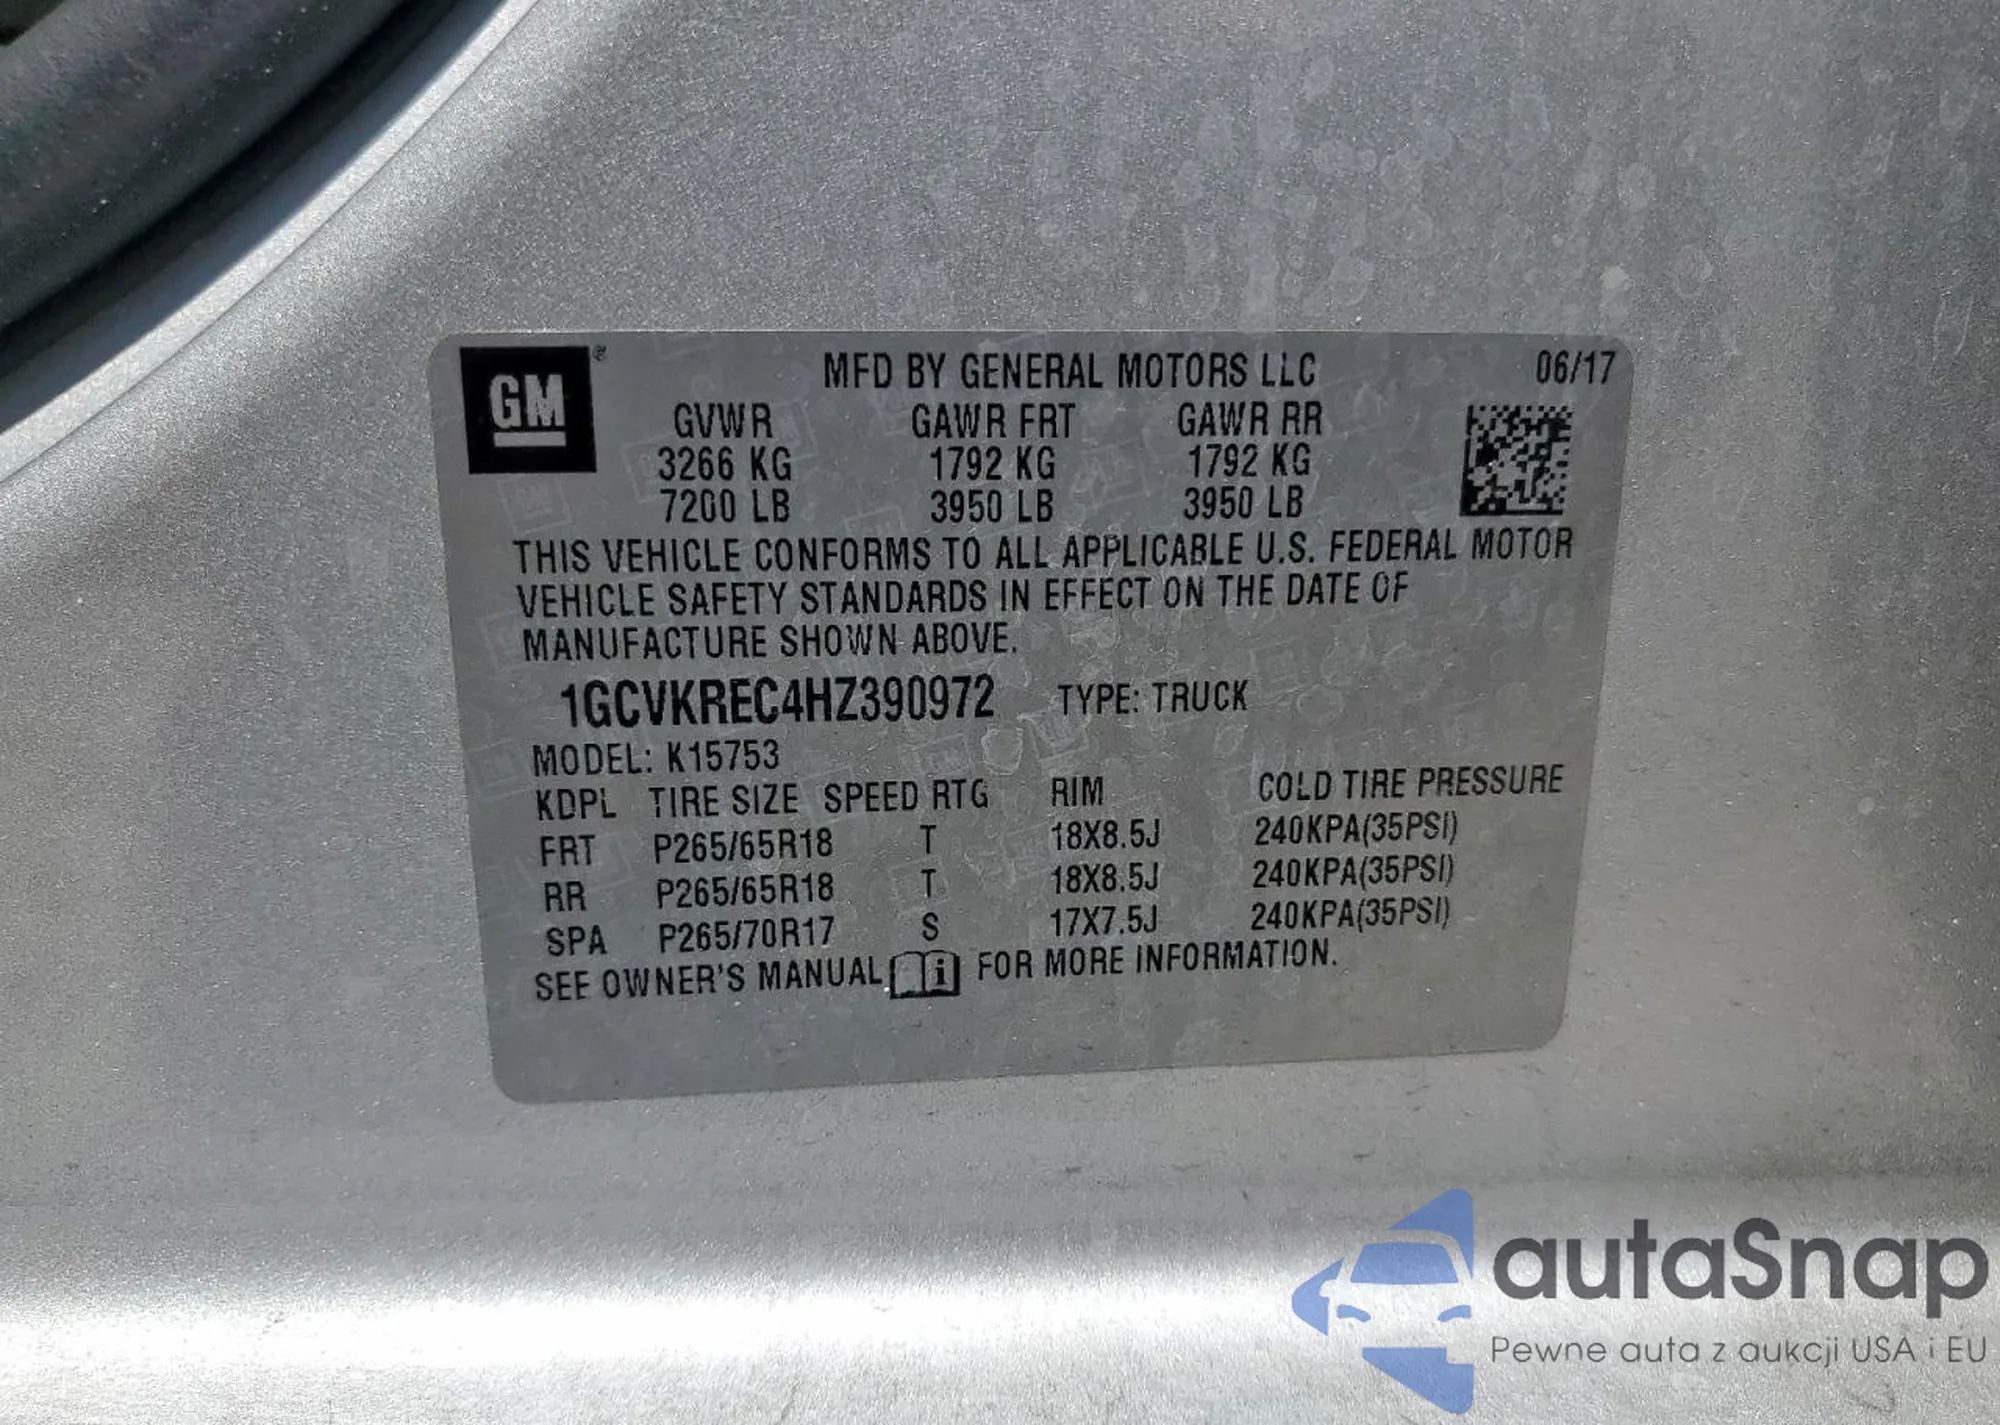 GM ® MFD BY GENERAL MOTORS LLC 06/17
GVWR GAWR FRT GAWR RR
3266 KG 1792 KG 1792 KG
7200 LB 3950 LB 3950 LB
THIS VEHICLE CONFORMS TO ALL APPLICABLE U.S. FEDERAL MOTOR
VEHICLE SAFETY STANDARDS IN EFFECT ON THE DATE OF
MANUFACTURE SHOWN ABOVE.
1GCVKREC4HZ390972 TYPE: TRUCK
MODEL: K15753
KDPL TIRE SIZE SPEED RTG RIM COLD TIRE PRESSURE
FRT P265/65R18 T 18X8.5J 240KPA(35PSI)
RR P265/65R18 T 18X8.5J 240KPA(35PSI)
SPA P265/70R17 S 17X7.5J 240KPA(35PSI)
SEE OWNER'S MANUAL i FOR MORE INFORMATION.
autaSnap
Pewne auta z aukcji USA i EU